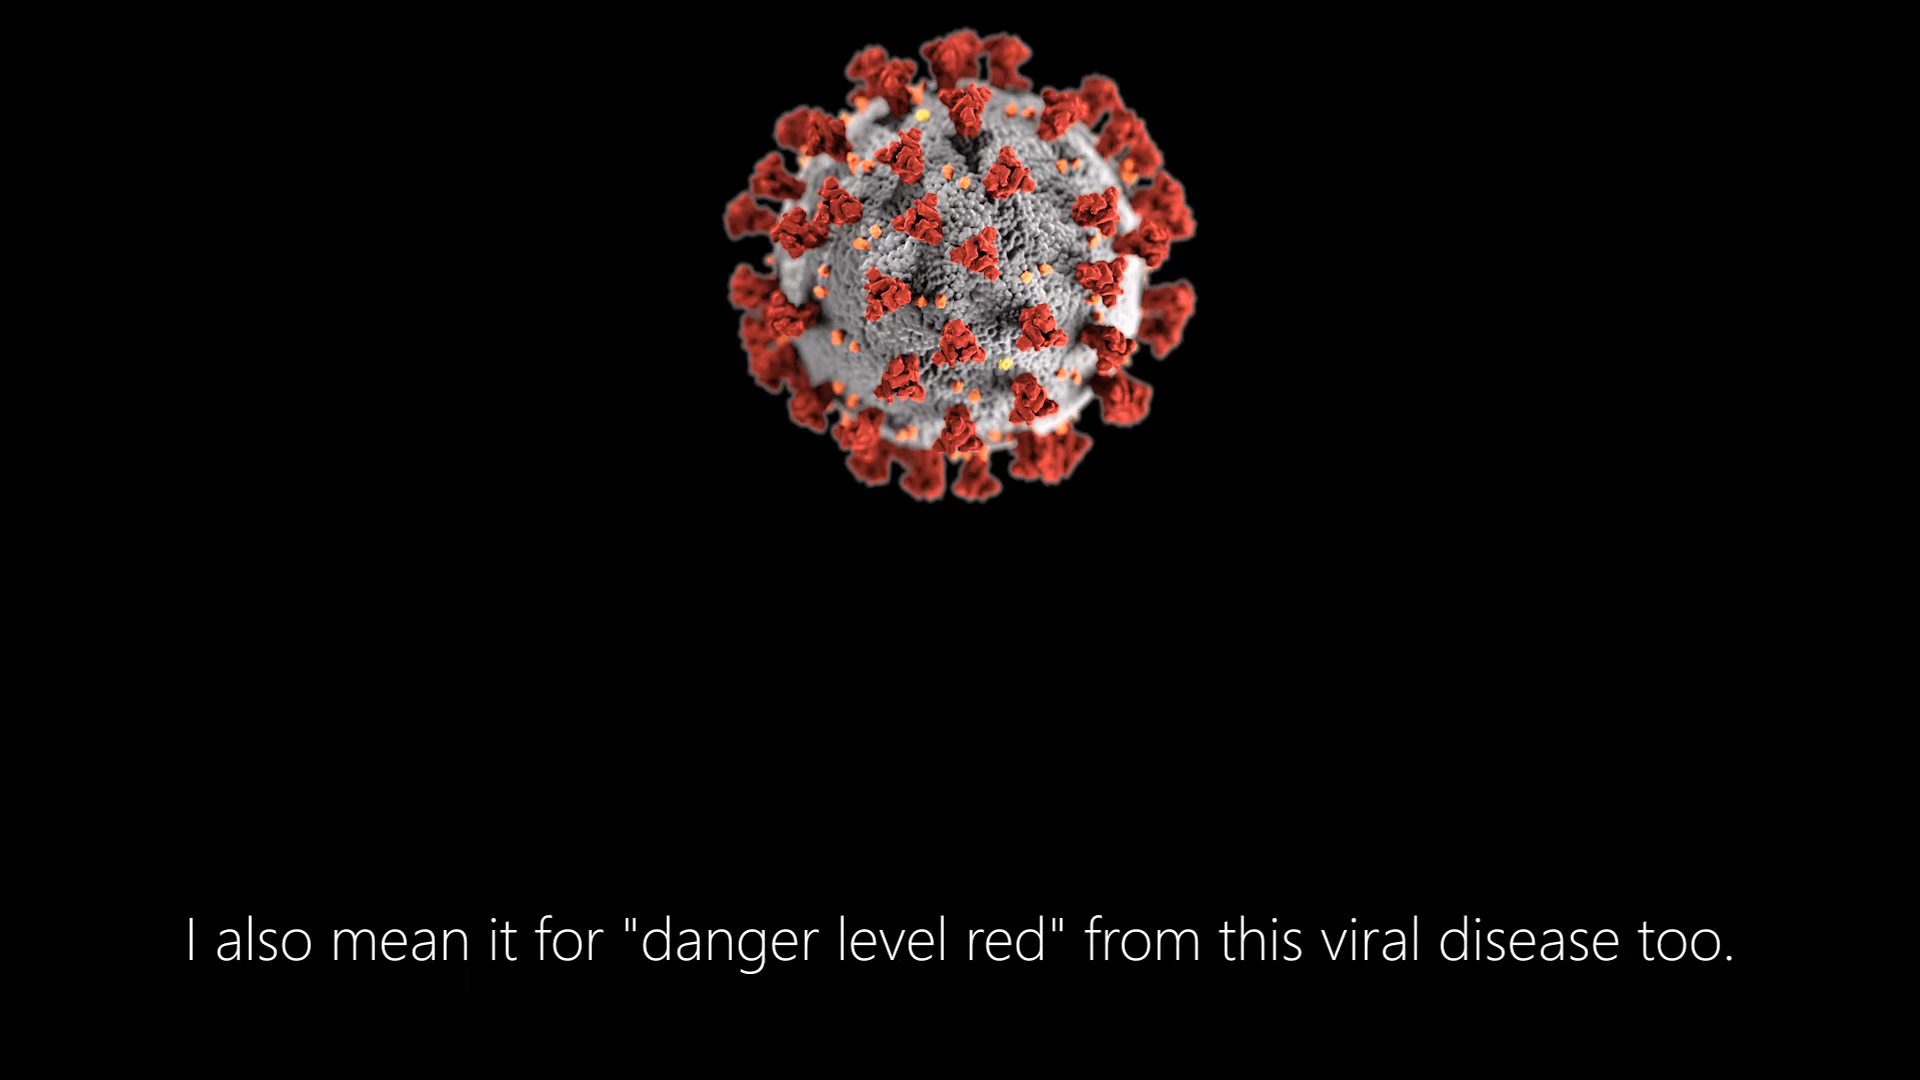 I also mean it for "danger level red" from this viral disease too.